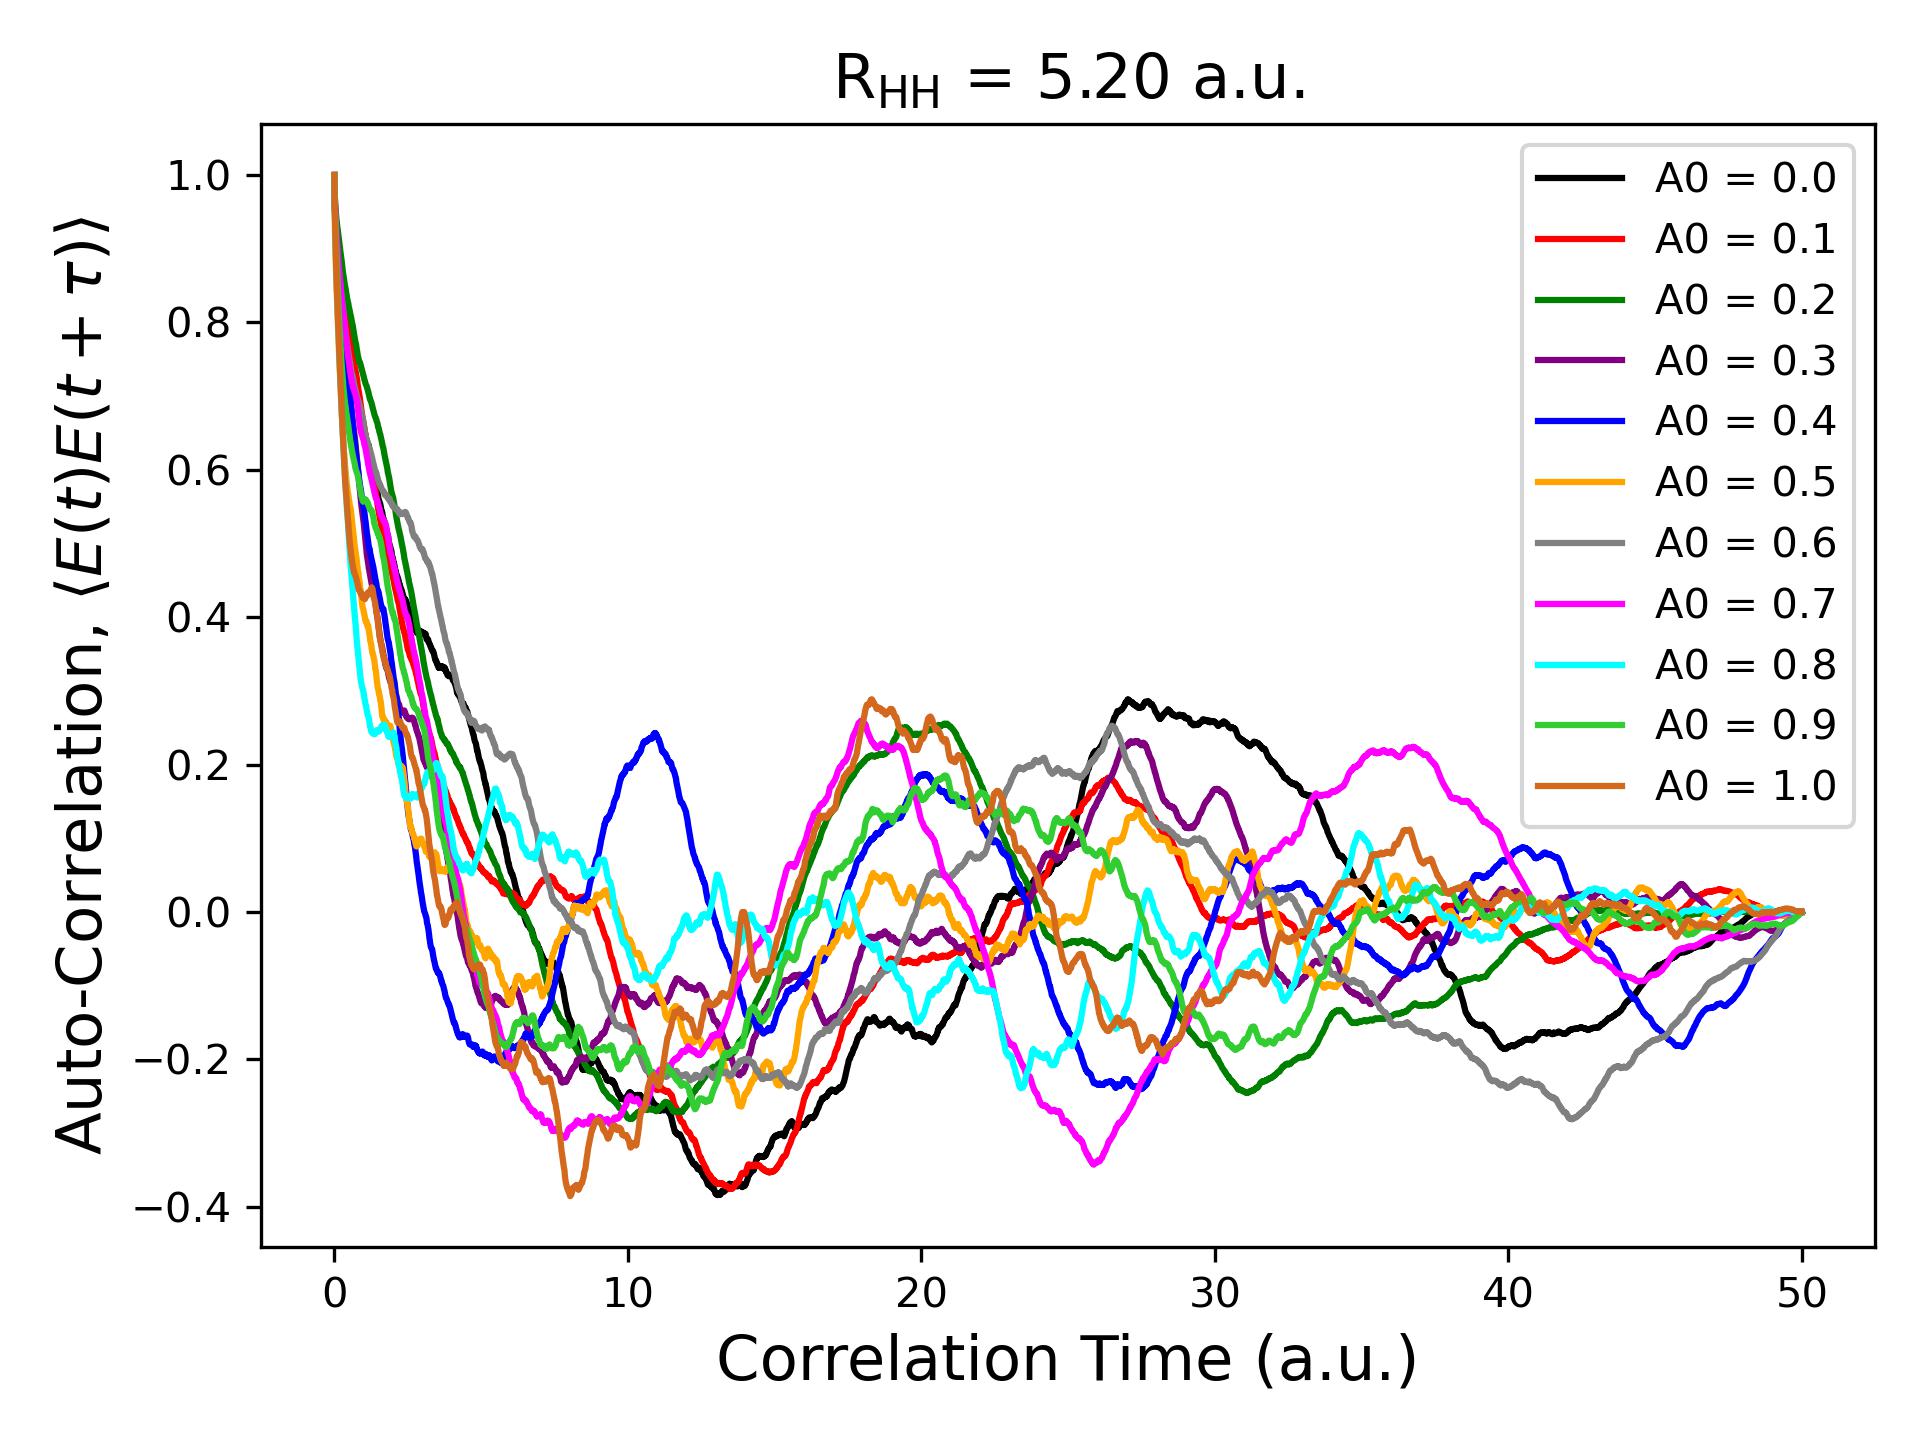 R_HH = 5.20 a.u.
Auto-Correlation, ⟨E(t)E(t + τ)⟩
1.0
0.8
0.6
0.4
0.2
0.0
−0.2
−0.4
A0 = 0.0
A0 = 0.1
A0 = 0.2
A0 = 0.3
A0 = 0.4
A0 = 0.5
A0 = 0.6
A0 = 0.7
A0 = 0.8
A0 = 0.9
A0 = 1.0
0 10 20 30 40 50
Correlation Time (a.u.)